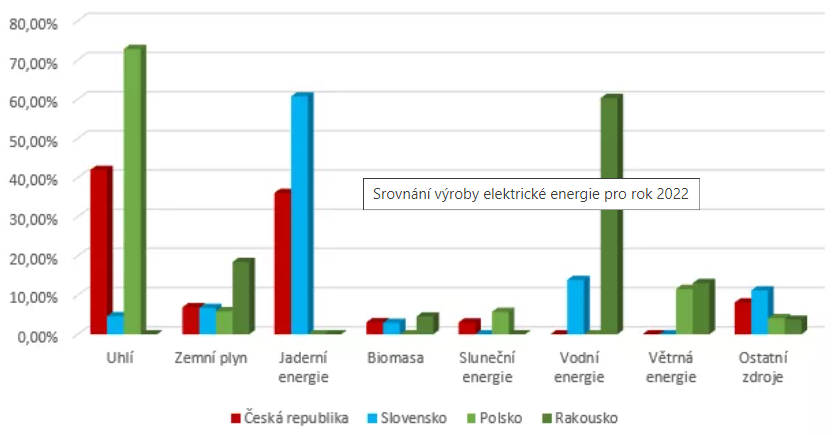 80,00%
70,00%
60,00%
50,00%
40,00%
30,00%
20,00%
10,00%
0,00%
Srovnání výroby elektrické energie pro rok 2022
Uhlí Zemní plyn Jaderní Biomasa Sluneční Vodní Větrná Ostatní
energie energie energie energie zdroje
Česká republika Slovensko Polsko Rakousko